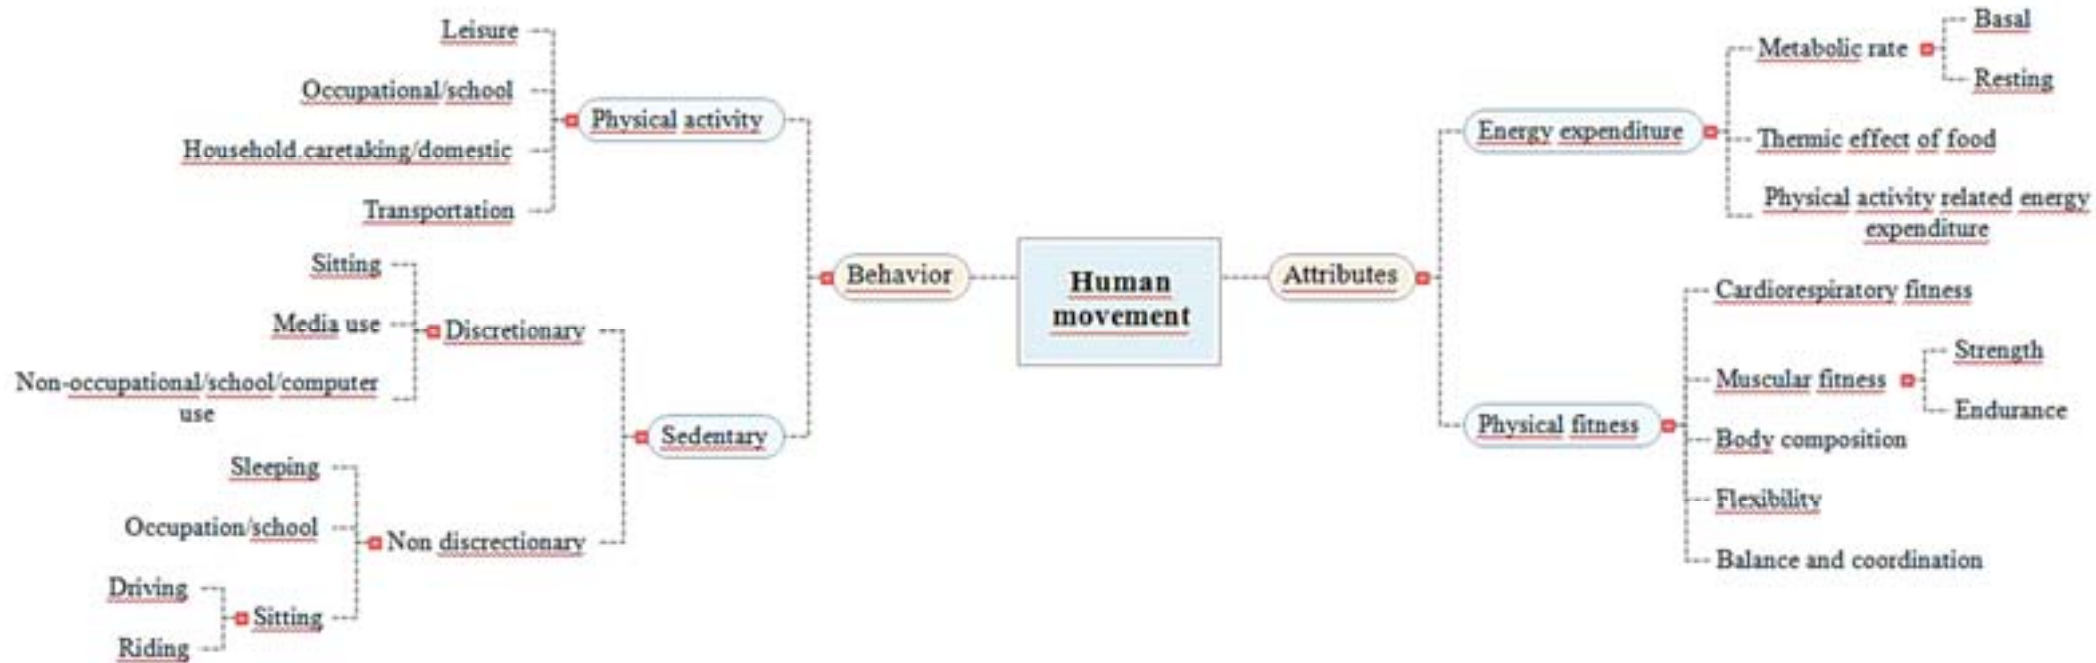 Leisure
Occupational/school
Household caretaking/domestic
Transportation
Physical activity
Sitting
Media use
Non-occupational/school/computer
use
Discretionary
Sleeping
Occupation/school
Driving
Riding
Sitting
Non discrectionary
Sedentary
Behavior
Human
movement
Attributes
Energy expenditure
Metabolic rate
Basal
Resting
Thermic effect of food
Physical activity related energy
expenditure
Physical fitness
Cardiorespiratory fitness
Muscular fitness
Strength
Endurance
Body composition
Flexibility
Balance and coordination